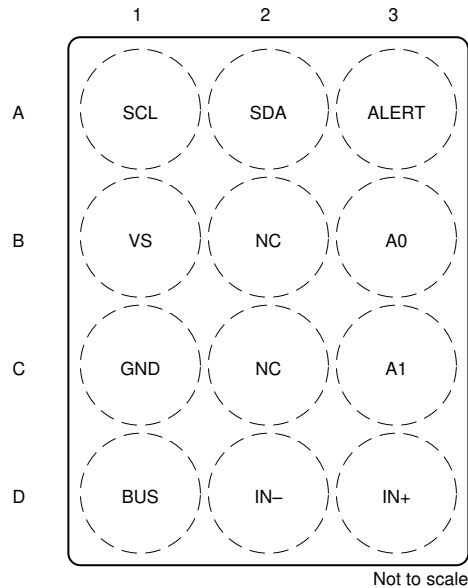 1 2 3
A SCL SDA ALERT
B VS NC A0
C GND NC A1
D BUS IN– IN+
Not to scale